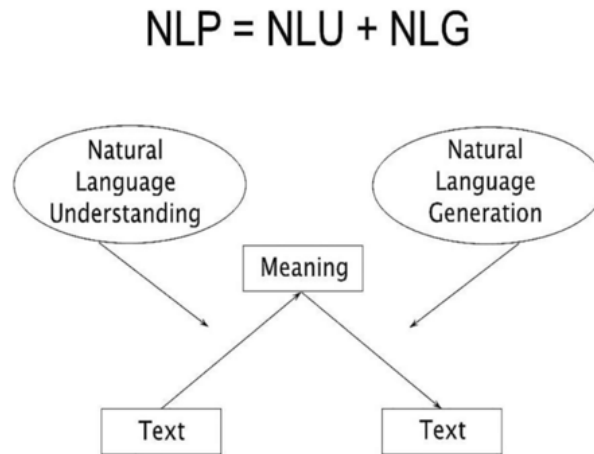 NLP = NLU + NLG
Natural
Language
Understanding
Natural
Language
Generation
Meaning
Text
Text